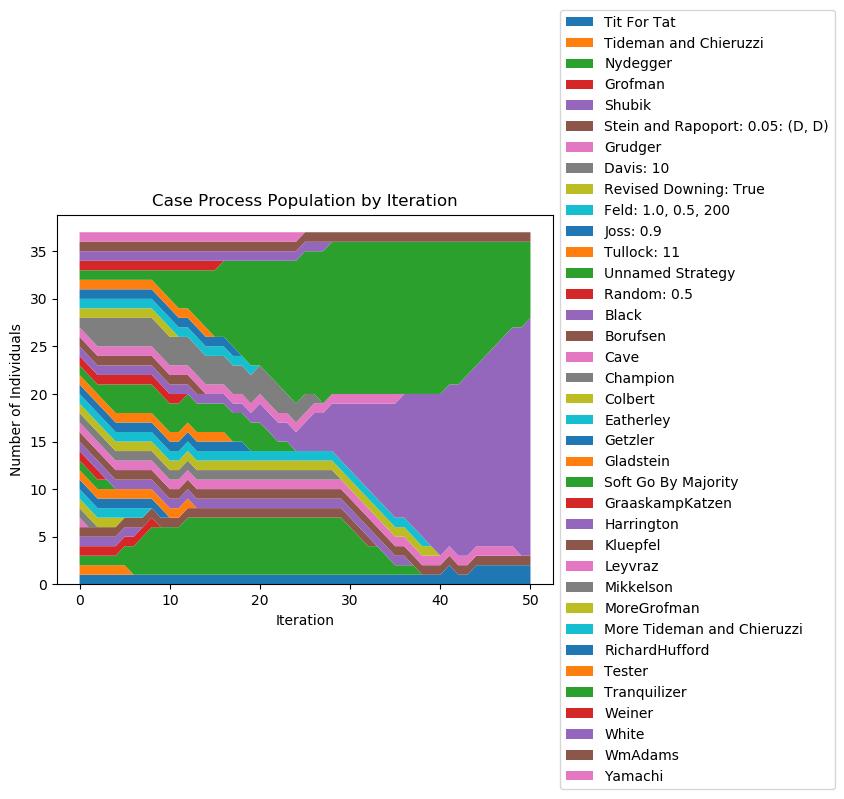 Case Process Population by Iteration
Number of Individuals
35
30
25
20
15
10
5
0
0 10 20 30 40 50
Iteration
Tit For Tat
Tideman and Chieruzzi
Nydegger
Grofman
Shubik
Stein and Rapoport: 0.05: (D, D)
Grudger
Davis: 10
Revised Downing: True
Feld: 1.0, 0.5, 200
Joss: 0.9
Tullock: 11
Unnamed Strategy
Random: 0.5
Black
Borufsen
Cave
Champion
Colbert
Eatherley
Getzler
Gladstein
Soft Go By Majority
GraaskampKatzen
Harrington
Kluepfel
Leyvraz
Mikkelson
MoreGrofman
More Tideman and Chieruzzi
RichardHufford
Tester
Tranquilizer
Weiner
White
WmAdams
Yamachi